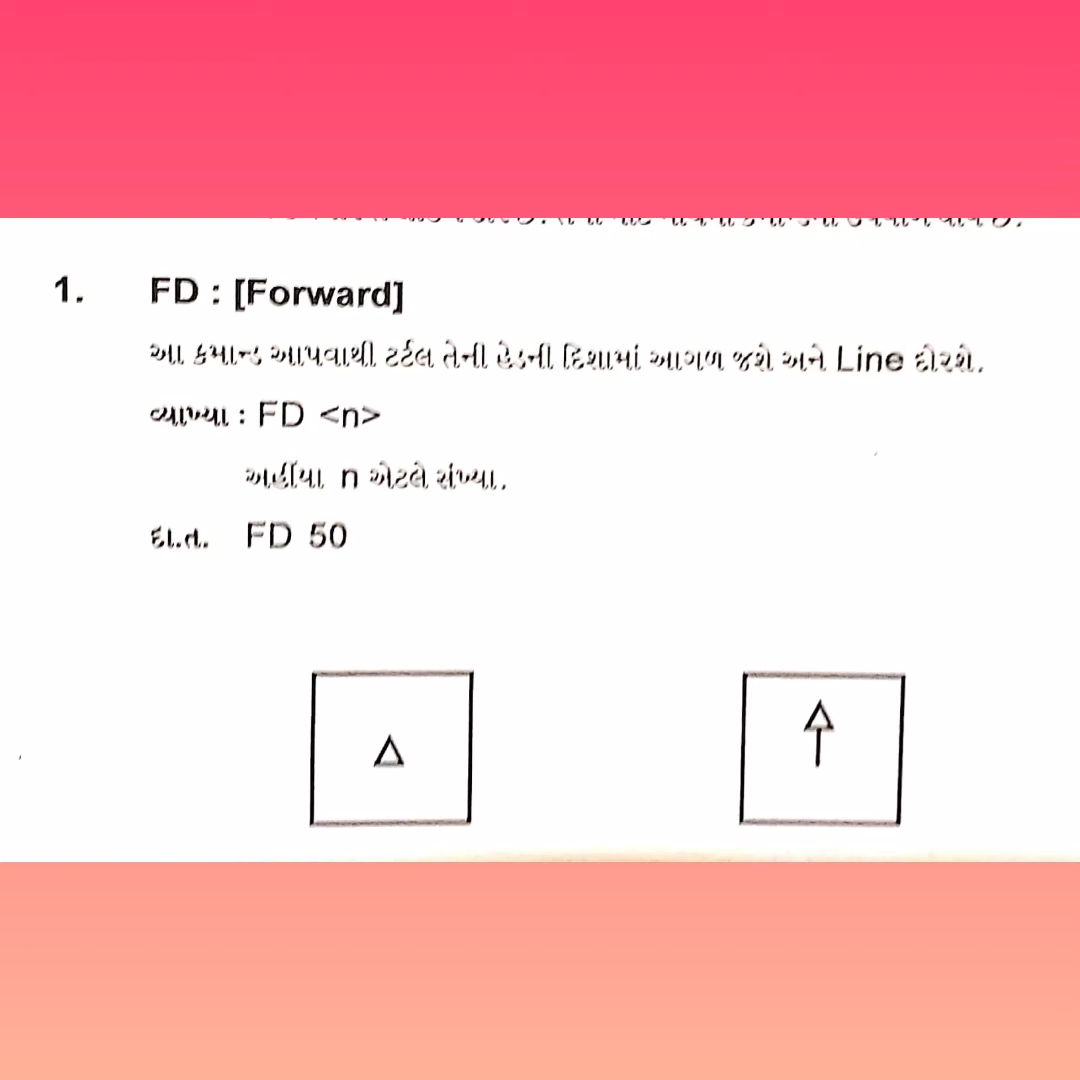 1. FD : [Forward]
આ કમાન્ડ આપવાથી ટર્ટલ તેની હેડની દિશામાં આગળ જશે અને Line દોરશે.
વ્યાખ્યા : FD <n>
અહીંયા n એટલે સંખ્યા.
દા.ત. FD 50